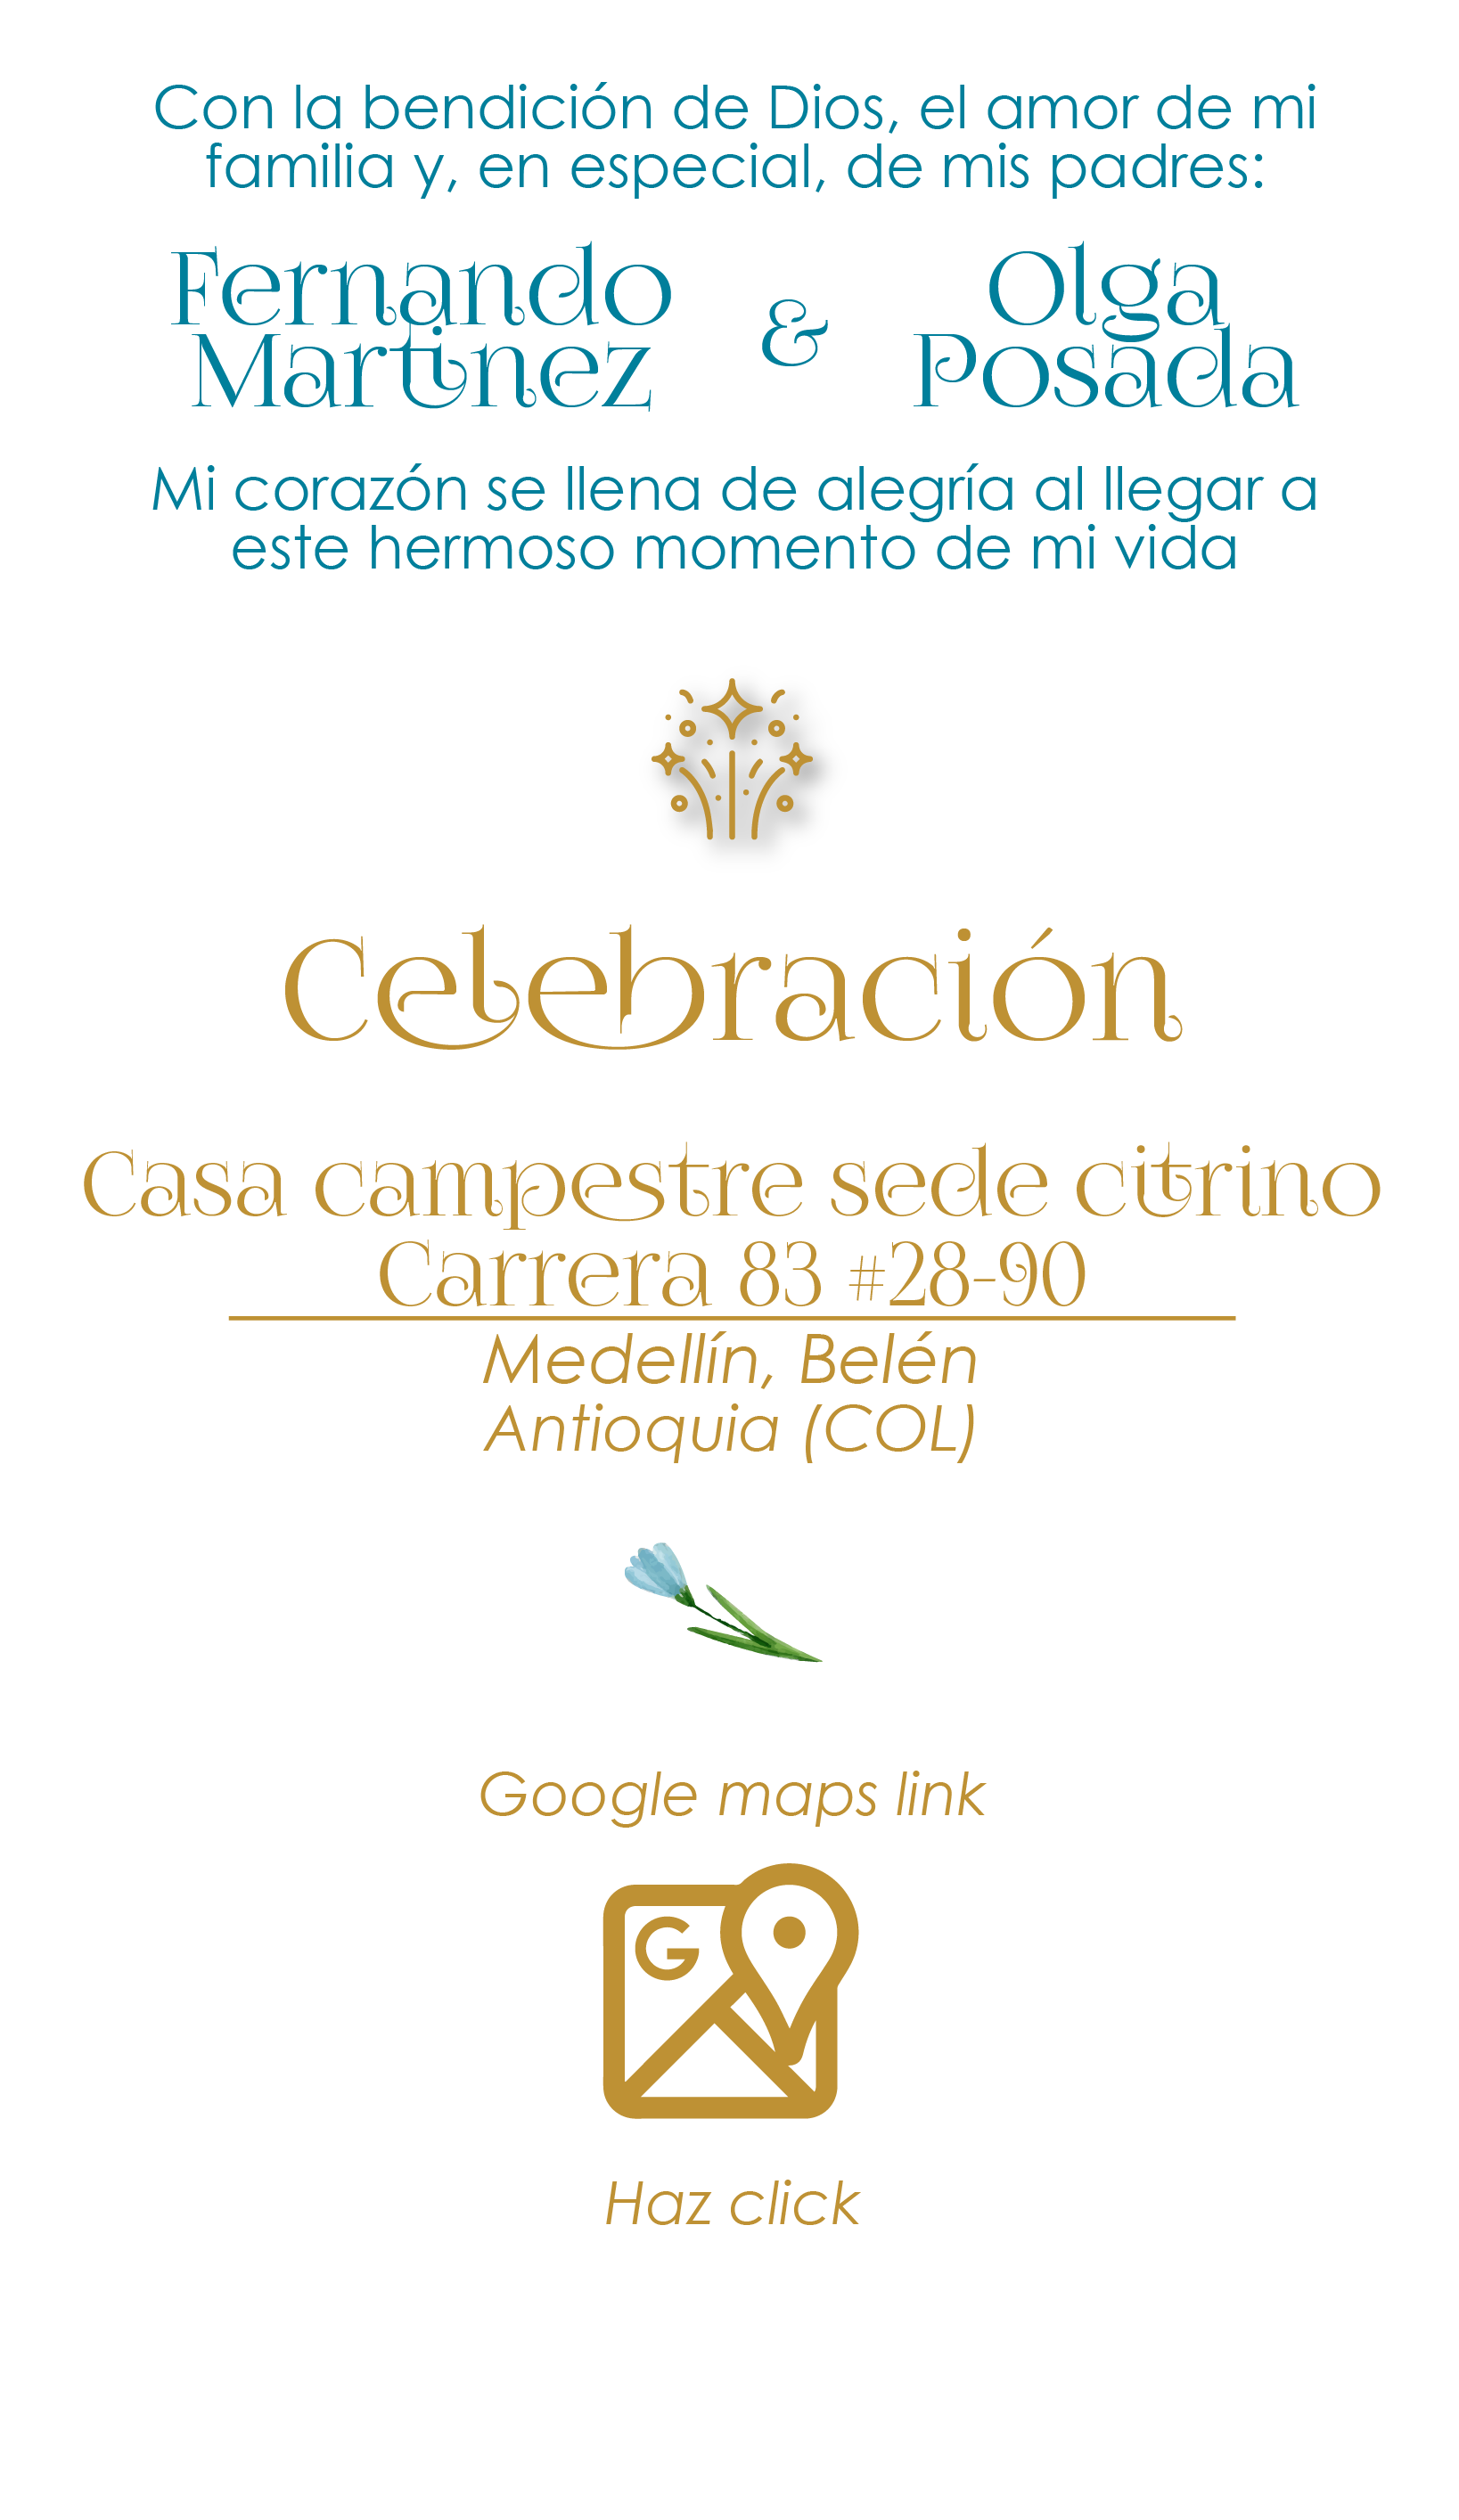 Con la bendición de Dios, el amor de mi
familia y, en especial, de mis padres:
Fernando
Martinez
&
Olga
Posada
Mi corazón se llena de alegría al llegar a
este hermoso momento de mi vida
Celebración
Casa campestre sede citrino
Carrera 83 #28-90
Medellín, Belén
Antioquia (COL)
Google maps link
G
Haz click